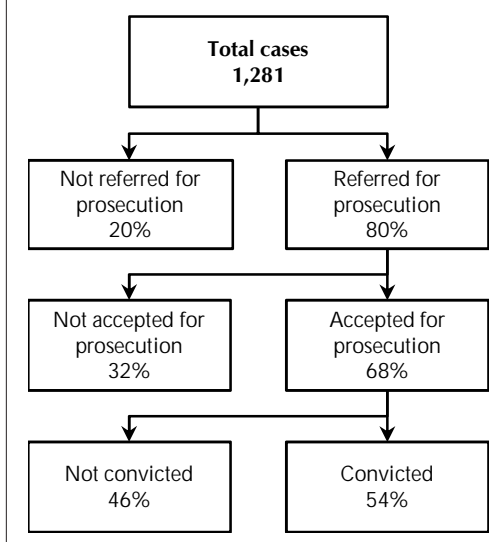 Total cases
1,281
Not referred for
prosecution
20%
Referred for
prosecution
80%
Not accepted for
prosecution
32%
Accepted for
prosecution
68%
Not convicted
46%
Convicted
54%